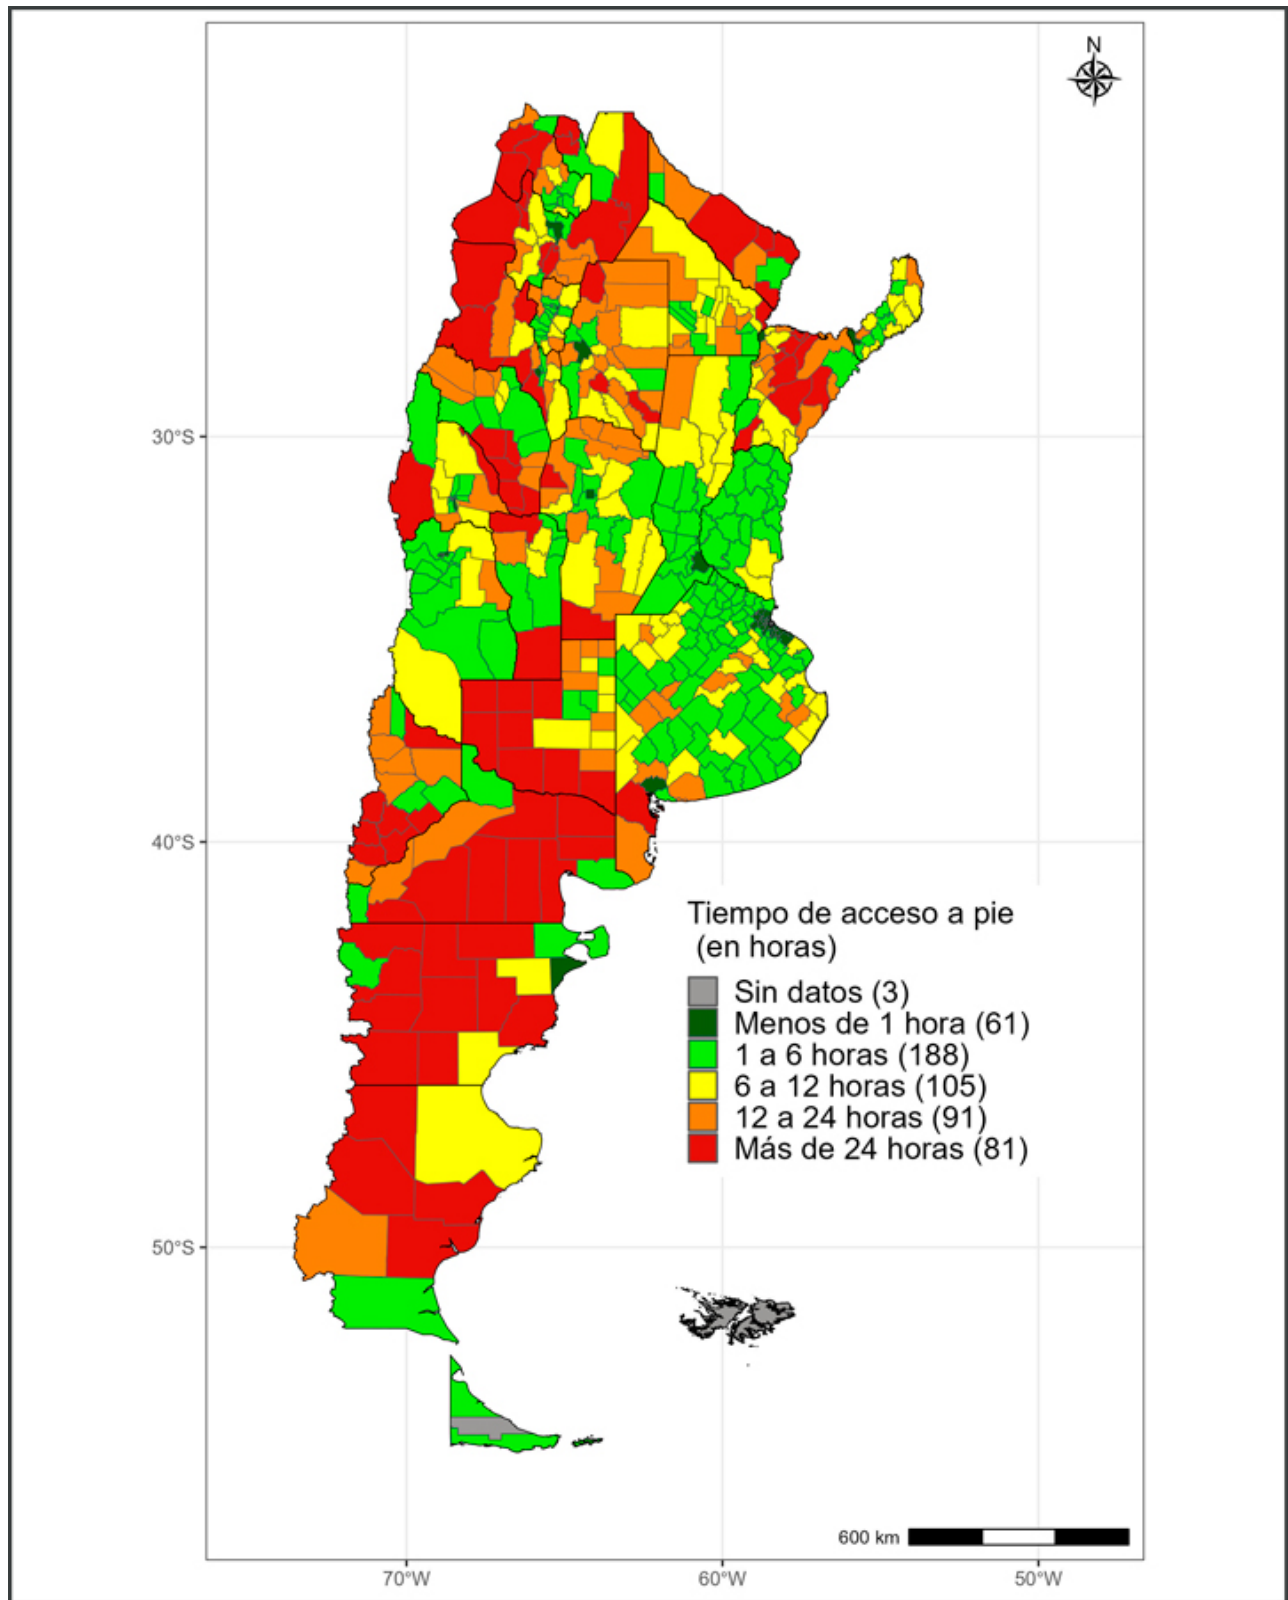 N
30°S
40°S
Tiempo de acceso a pie
(en horas)
Sin datos (3)
Menos de 1 hora (61)
1 a 6 horas (188)
6 a 12 horas (105)
12 a 24 horas (91)
Más de 24 horas (81)
50°S
600 km
70°W
60°W
50°W